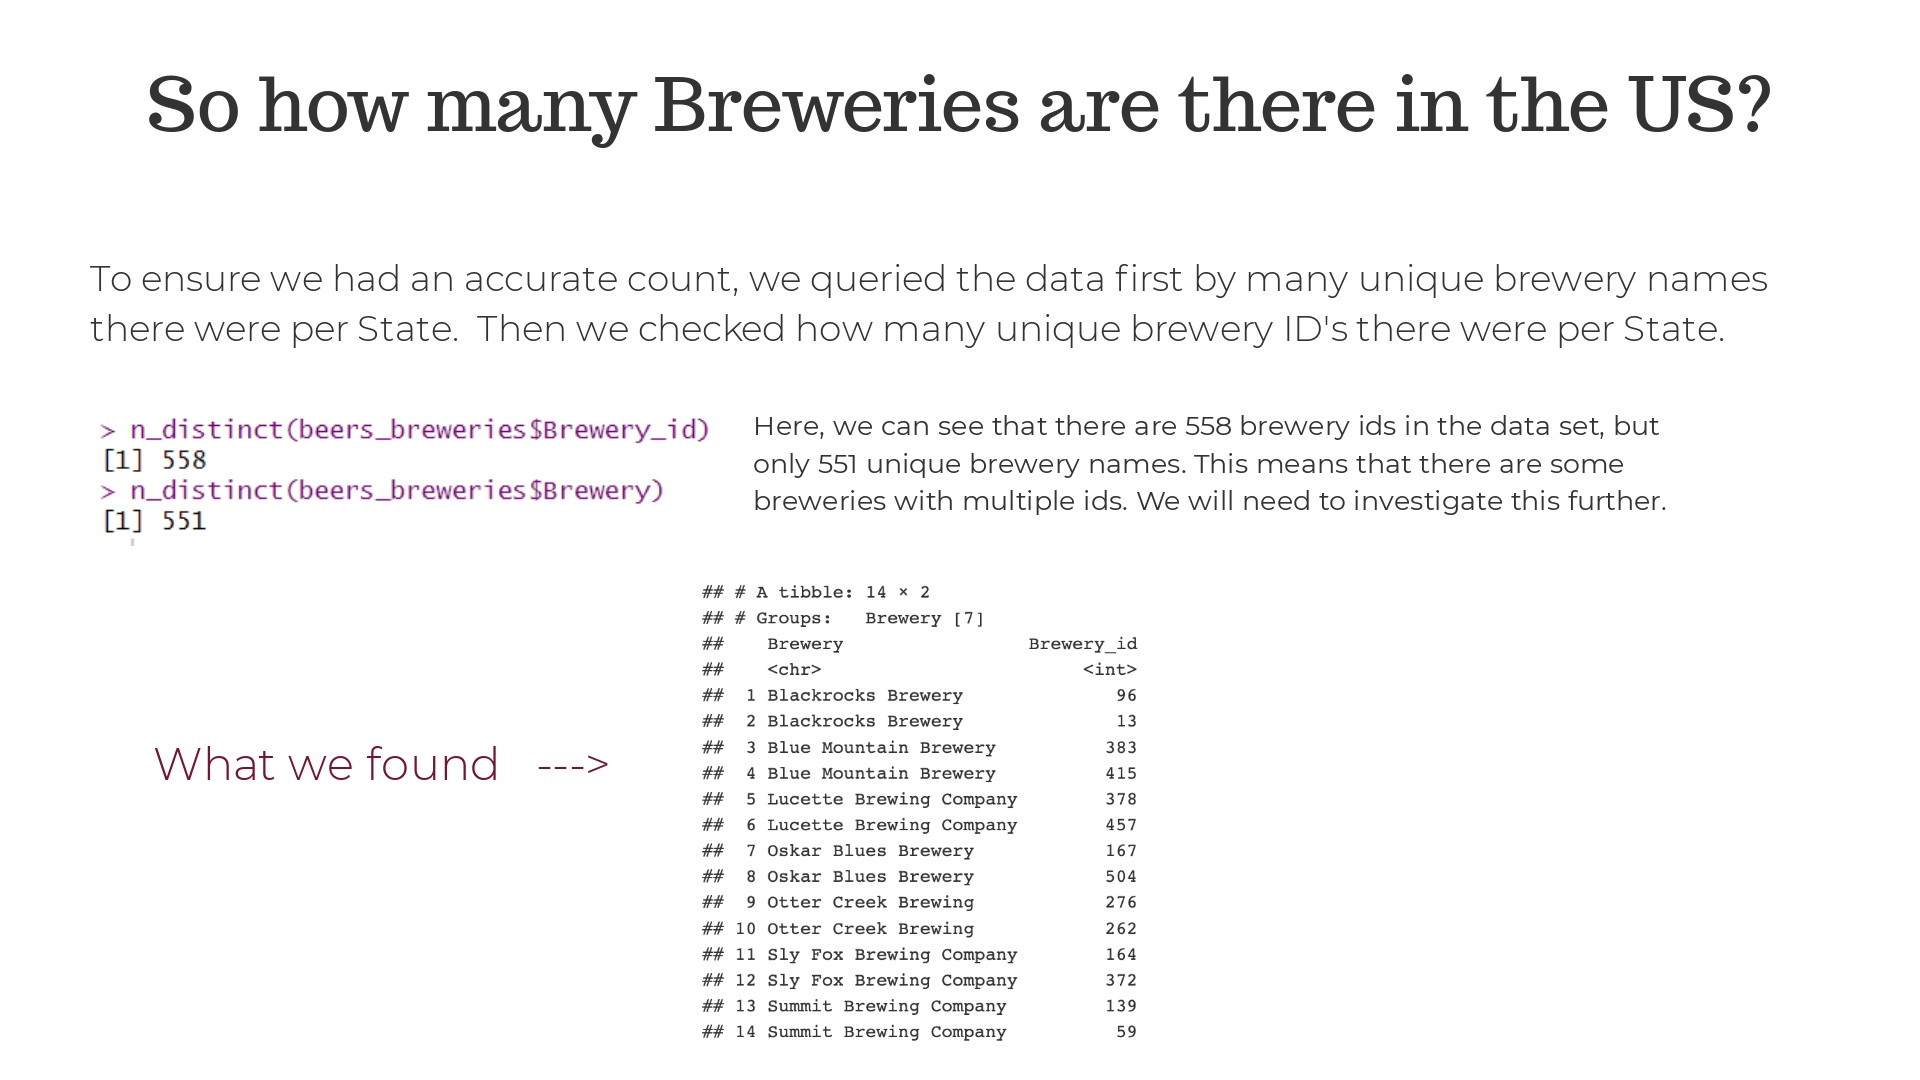 So how many Breweries are there in the US?
To ensure we had an accurate count, we queried the data first by many unique brewery names
there were per State.  Then we checked how many unique brewery ID's there were per State.
> n_distinct(beers_breweries$Brewery_id)
[1] 558
> n_distinct(beers_breweries$Brewery)
[1] 551
Here, we can see that there are 558 brewery ids in the data set, but
only 551 unique brewery names. This means that there are some
breweries with multiple ids. We will need to investigate this further.
What we found   --->
## # A tibble: 14 × 2
## # Groups:   Brewery [7]
##    Brewery                 Brewery_id
##    <chr>                        <int>
##  1 Blackrocks Brewery              96
##  2 Blackrocks Brewery              13
##  3 Blue Mountain Brewery          383
##  4 Blue Mountain Brewery          415
##  5 Lucette Brewing Company        378
##  6 Lucette Brewing Company        457
##  7 Oskar Blues Brewery            167
##  8 Oskar Blues Brewery            504
##  9 Otter Creek Brewing            276
## 10 Otter Creek Brewing            262
## 11 Sly Fox Brewing Company        164
## 12 Sly Fox Brewing Company        372
## 13 Summit Brewing Company         139
## 14 Summit Brewing Company          59